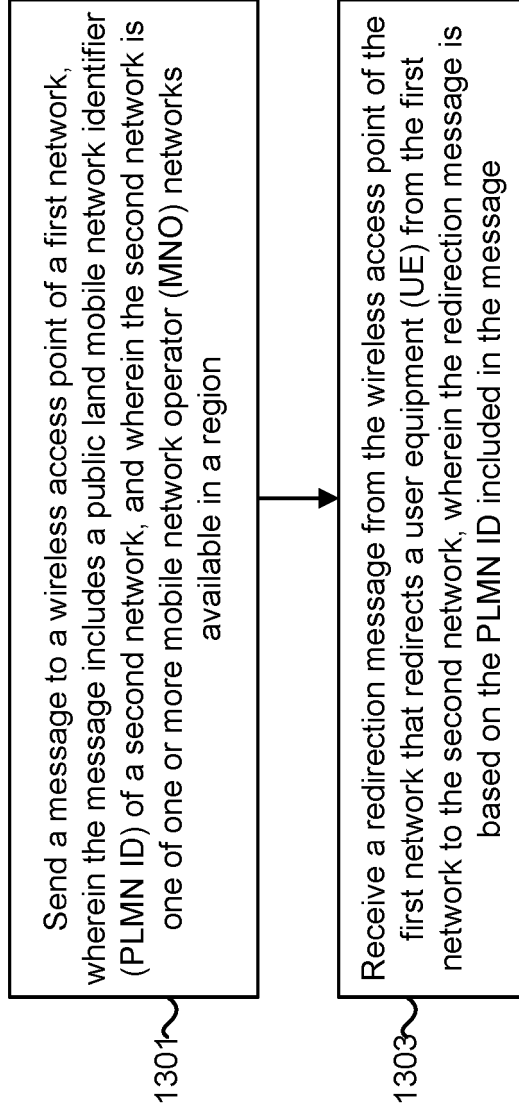 Send a message to a wireless access point of a first network,
wherein the message includes a public land mobile network identifier
(PLMN ID) of a second network, and wherein the second network is
one of one or more mobile network operator (MNO) networks
available in a region
1301
Receive a redirection message from the wireless access point of the
first network that redirects a user equipment (UE) from the first
network to the second network, wherein the redirection message is
based on the PLMN ID included in the message
1303